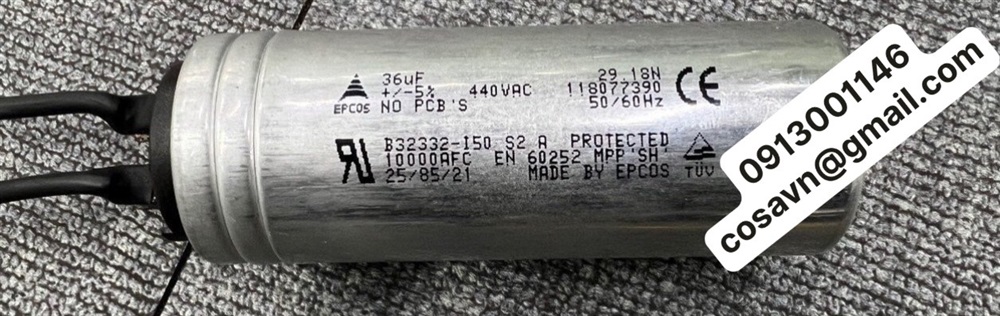 36uF
+/-5%
NO PCB'S
EPCOS
440VAC
29.18N
118077390
50/60Hz
CE
B32332-I50 S2 A PROTECTED
10000AFC EN 60252 MPP'SH'
25/85/21 MADE BY EPCOS
TÜV
0913001146
cosavn@gmail.com